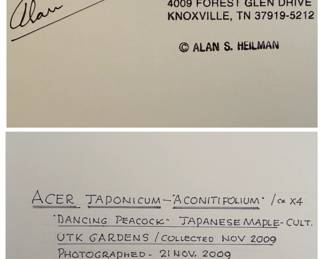 Alan
4009 FOREST GLEN DRIVE
KNOXVILLE, TN 37919-5212
© ALAN S. HEILMAN
ACER JAPONICUM - "ACONITIFOLIUM" / ca X4
"DANCING PEACOCK" JAPANESE MAPLE - CULT.
UTK GARDENS / COLLECTED NOV 2009
PHOTOGRAPHED - 21 NOV. 2009